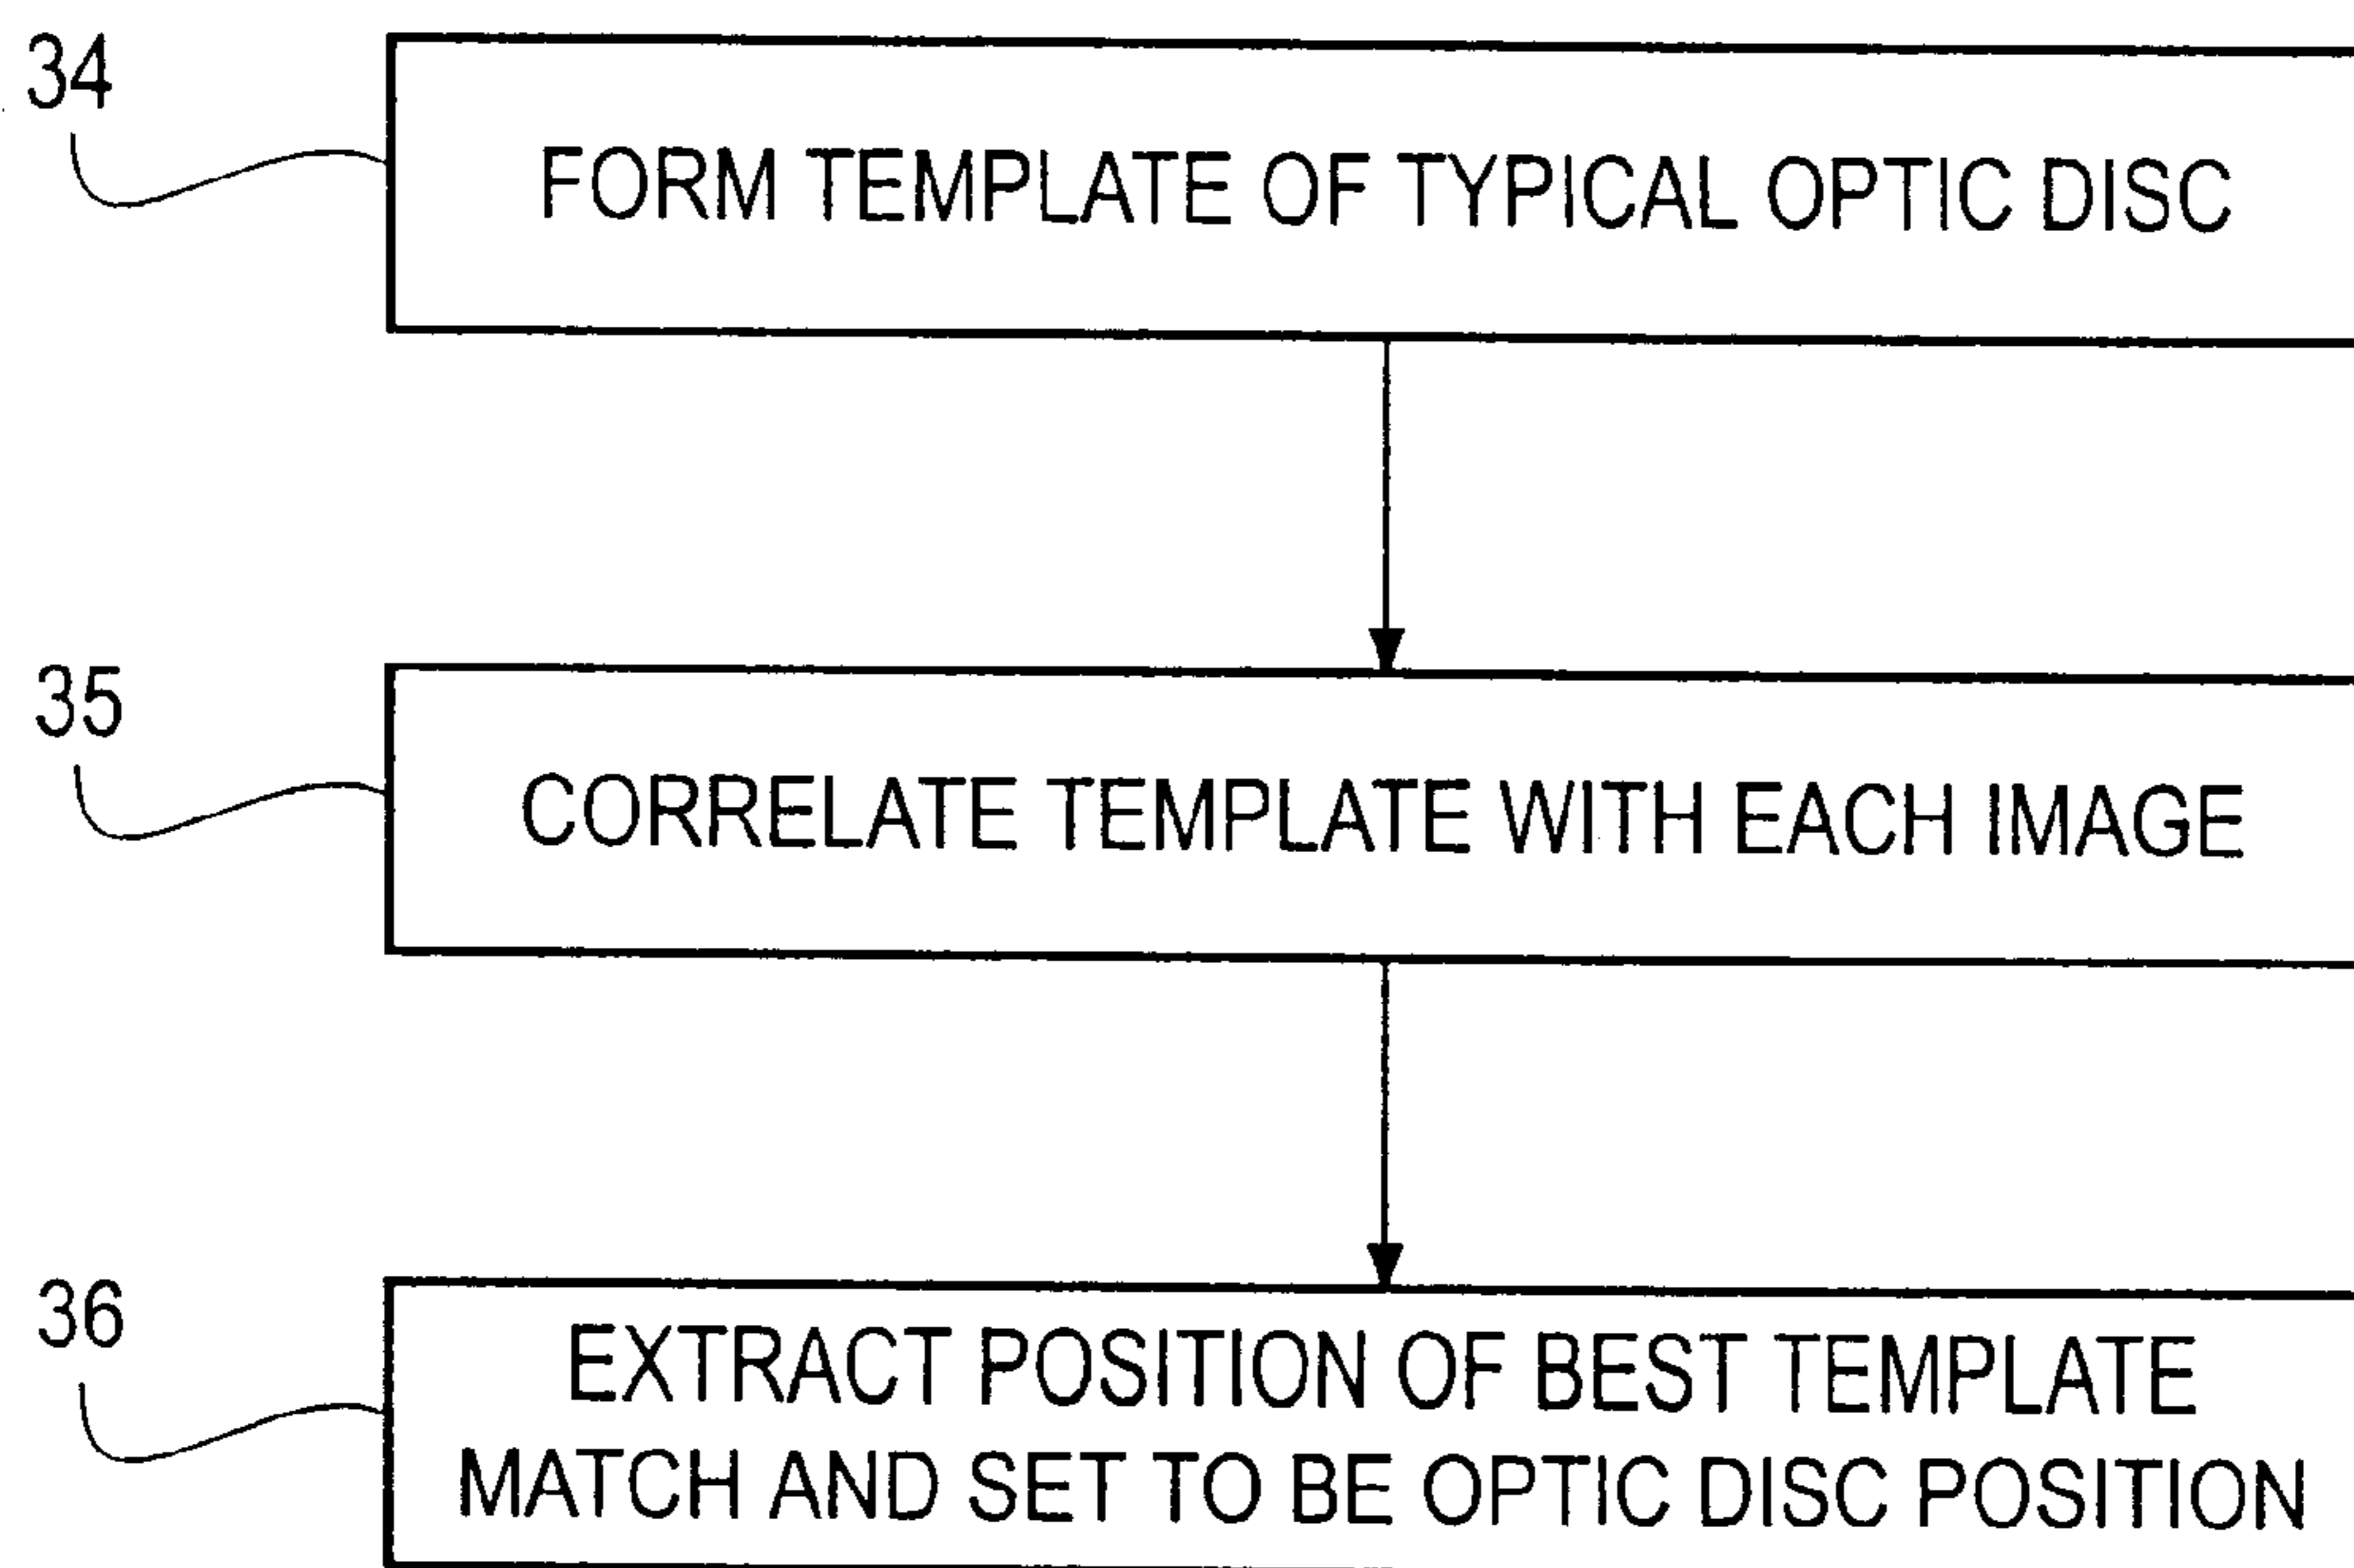 34
FORM TEMPLATE OF TYPICAL OPTIC DISC
35
CORRELATE TEMPLATE WITH EACH IMAGE
36
EXTRACT POSITION OF BEST TEMPLATE
MATCH AND SET TO BE OPTIC DISC POSITION